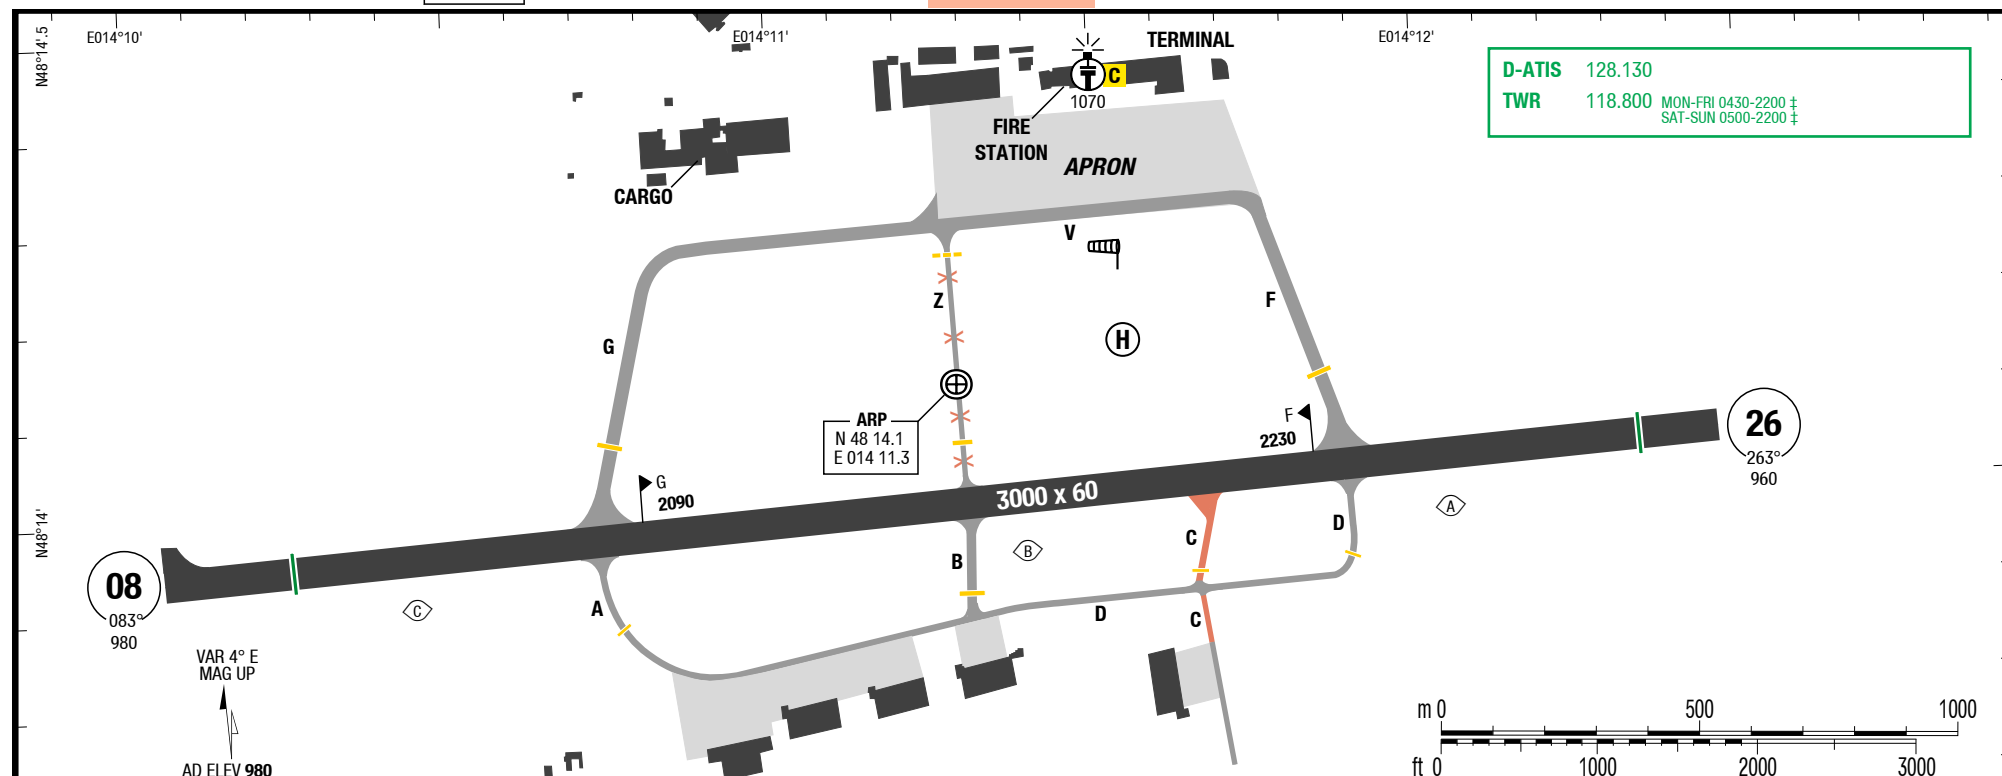 E014°10'
E014°11'
E014°12'
N48°14'.5
N48°14'
TERMINAL
C
1070
FIRE
STATION
APRON
CARGO
D-ATIS 128.130
TWR 118.800 MON-FRI 0430-2200 ‡
SAT-SUN 0500-2200 ‡
V
Z
F
G
H
ARP
N 48 14.1
E 014 11.3
F
2230
G
2090
3000 x 60
26
263°
960
A
B
B
C
D
08
083°
980
C
A
D
C
VAR 4° E
MAG UP
AD ELEV 980
m 0 500 1000
ft 0 1000 2000 3000